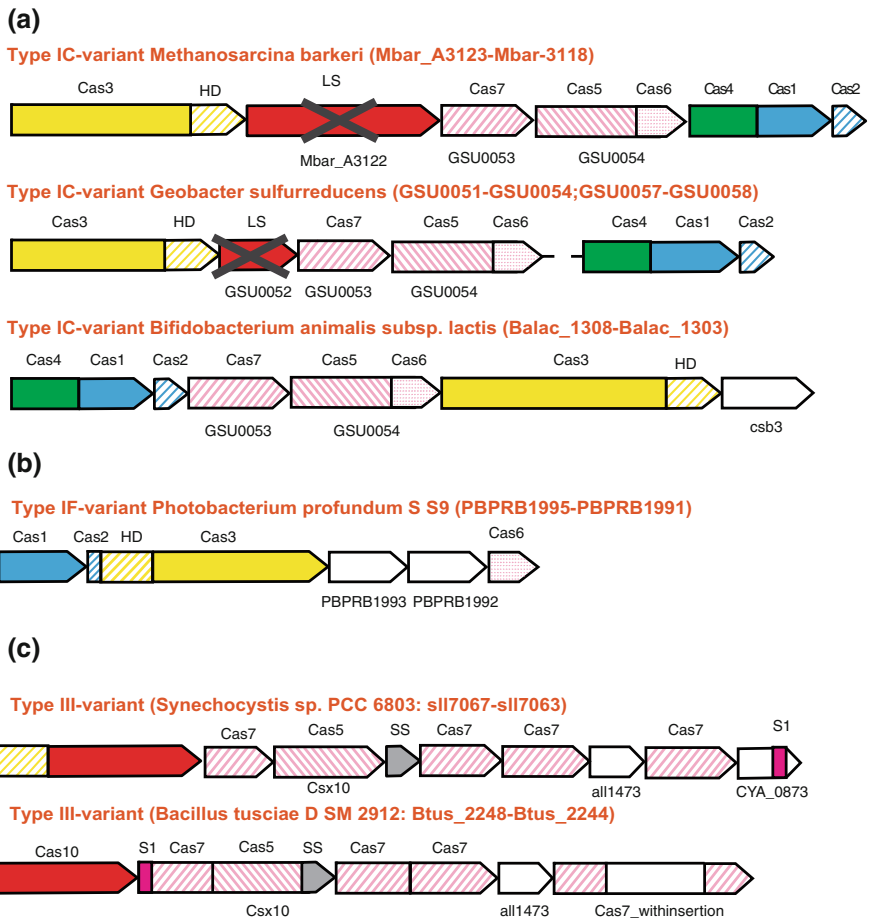 (a)
Type IC-variant Methanosarcina barkeri (Mbar_A3123-Mbar-3118)
Cas3 HD LS Cas7 Cas5 Cas6 Cas4 Cas1 Cas2
Mbar_A3122 GSU0053 GSU0054
Type IC-variant Geobacter sulfurreducens (GSU0051-GSU0054;GSU0057-GSU0058)
Cas3 HD LS Cas7 Cas5 Cas6 Cas4 Cas1 Cas2
GSU0052 GSU0053 GSU0054
Type IC-variant Bifidobacterium animalis subsp. lactis (Balac_1308-Balac_1303)
Cas4 Cas1 Cas2 Cas7 Cas5 Cas6 Cas3 HD
GSU0053 GSU0054 csb3
(b)
Type IF-variant Photobacterium profundum S S9 (PBPRB1995-PBPRB1991)
Cas1 Cas2 HD Cas3 Cas6
PBPRB1993 PBPRB1992
(c)
Type III-variant (Synechocystis sp. PCC 6803: sll7067-sll7063)
Cas7 Cas5 SS Cas7 Cas7 Cas7 S1
Csx10 all1473 CYA_0873
Type III-variant (Bacillus tusciae D SM 2912: Btus_2248-Btus_2244)
Cas10 S1 Cas7 Cas5 SS Cas7 Cas7
Csx10 all1473 Cas7_withinsertion